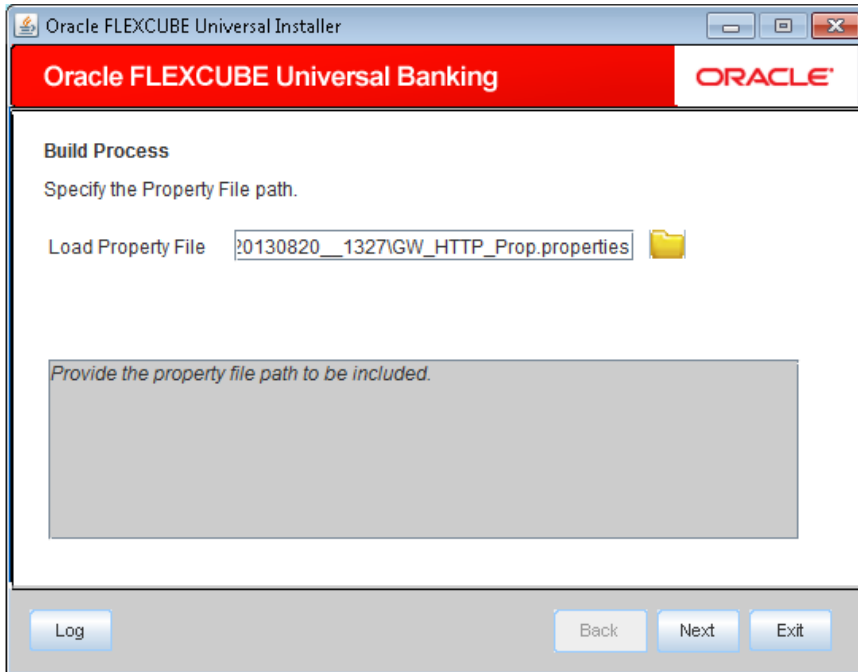 Oracle FLEXCUBE Universal Installer
Oracle FLEXCUBE Universal Banking
ORACLE
Build Process
Specify the Property File path.
Load Property File 20130820__1327\GW_HTTP_Prop.properties
Provide the property file path to be included.
Log Back Next Exit